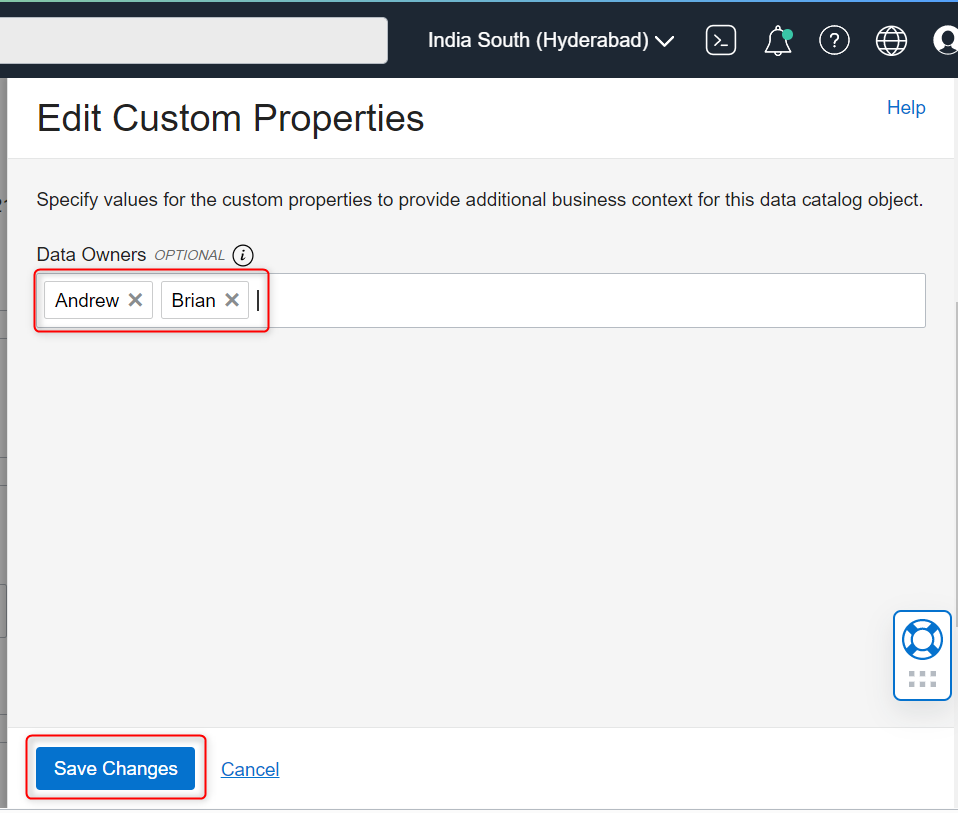 India South (Hyderabad)
Edit Custom Properties
Help
Specify values for the custom properties to provide additional business context for this data catalog object.
Data Owners OPTIONAL
Andrew Brian
Save Changes Cancel